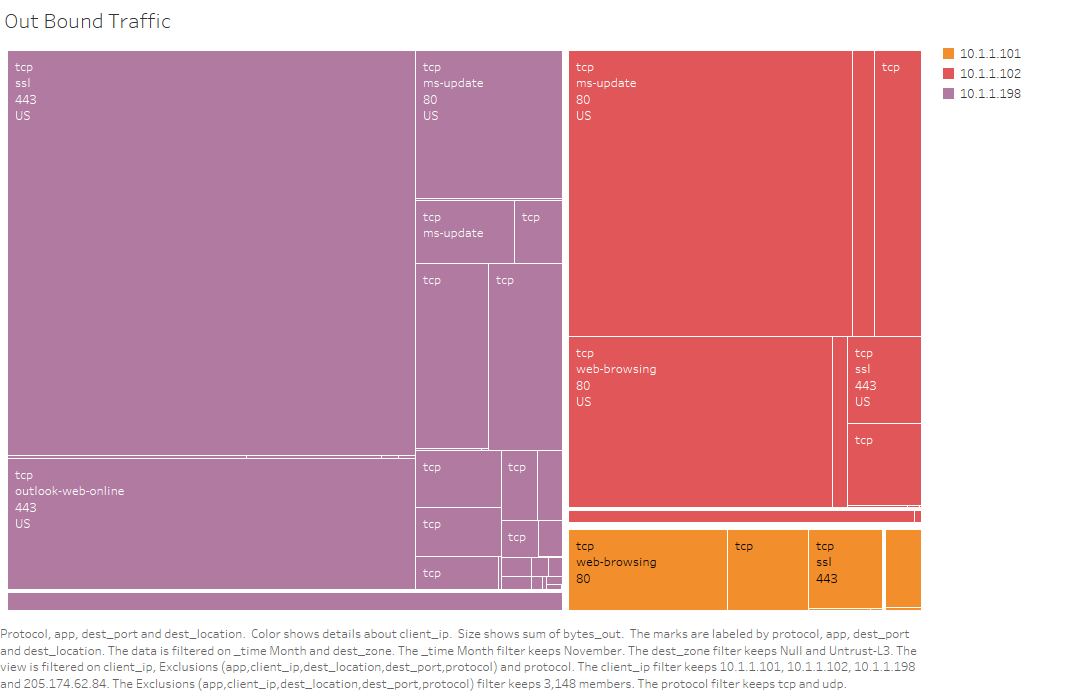 Out Bound Traffic
tcp
ssl
443
US
tcp
ms-update
80
US
tcp
ms-update
tcp
tcp
tcp
tcp
outlook-web-online
443
US
tcp
tcp
tcp
tcp
tcp
tcp
ms-update
80
US
tcp
tcp
web-browsing
80
US
tcp
ssl
443
US
tcp
tcp
web-browsing
80
tcp
tcp
ssl
443
10.1.1.101
10.1.1.102
10.1.1.198
Protocol, app, dest_port and dest_location.  Color shows details about client_ip.  Size shows sum of bytes_out.  The marks are labeled by protocol, app, dest_port
and dest_location. The data is filtered on _time Month and dest_zone. The _time Month filter keeps November. The dest_zone filter keeps Null and Untrust-L3. The
view is filtered on client_ip, Exclusions (app,client_ip,dest_location,dest_port,protocol) and protocol. The client_ip filter keeps 10.1.1.101, 10.1.1.102, 10.1.1.198
and 205.174.62.84. The Exclusions (app,client_ip,dest_location,dest_port,protocol) filter keeps 3,148 members. The protocol filter keeps tcp and udp.